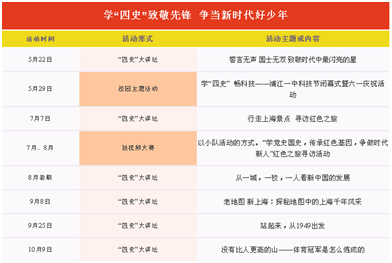 学“四史”致敬先锋 争当新时代好少年
活动时间 活动形式 活动主题或内容
5月22日 “四史”大讲坛 誓言无声 国士无双 致敬时代中最闪亮的星
5月29日 校园主题活动 学“四史” 畅科技——浦江一中科技节闭幕式暨六一庆祝活
动
7月7日 “四史”大讲坛 行走上海景点 寻访红色之旅
7月、8月 短视频大赛 以小队活动的方式，“学党史国史，传承红色基因，争做时代
新人”红色之旅寻访活动
8月暑期 “四史”大讲坛 从一城，一校，一人看新中国的发展
9月8日 “四史”大讲坛 老地图 新上海：探秘地图中的上海千年风采
9月25日 “四史”大讲坛 站起来，从1949出发
10月9日 “四史”大讲坛 没有比人更高的山——体育冠军是怎么炼成的